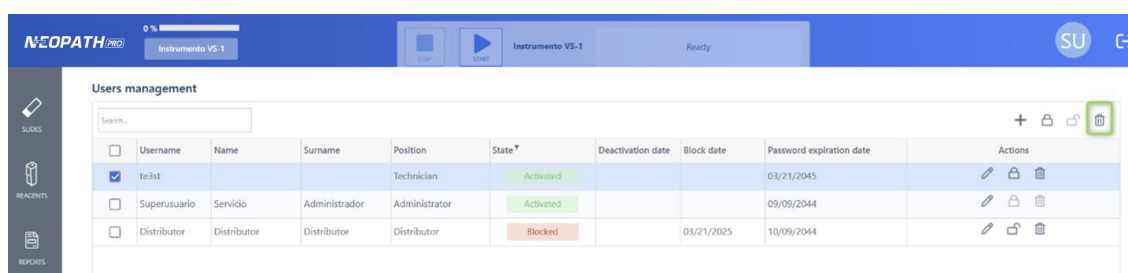 NEOPATH PRO
0 %
Instrumento VS-1
STOP
START
Instrumento VS-1
Ready
SU
SLIDES
REAGENTS
REPORTS
Users management
Search...
Username Name Surname Position State Deactivation date Block date Password expiration date Actions
te3st Technician Activated 03/21/2045
Superusuario Servicio Administrador Administrator Activated 09/09/2044
Distributor Distributor Distributor Distributor Blocked 03/21/2025 10/09/2044